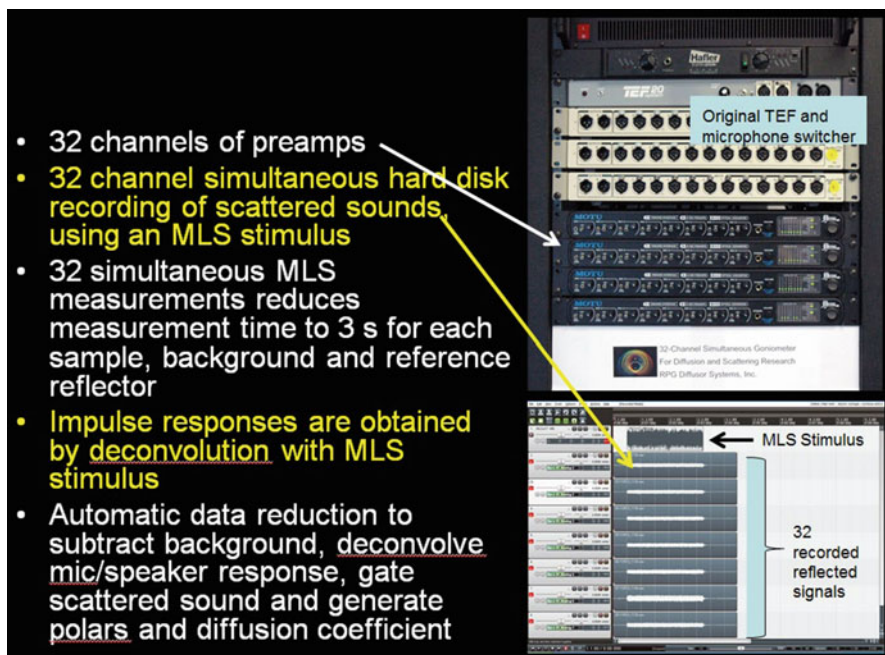 • 32 channels of preamps
• 32 channel simultaneous hard disk
recording of scattered sounds,
using an MLS stimulus
• 32 simultaneous MLS
measurements reduces
measurement time to 3 s for each
sample, background and reference
reflector
• Impulse responses are obtained
by deconvolution with MLS
stimulus
• Automatic data reduction to
subtract background, deconvolve
mic/speaker response, gate
scattered sound and generate
polars and diffusion coefficient
Hafler
TEF 20
Original TEF and
microphone switcher
MOTU
MOTU
MOTU
MOTU
32-Channel Simultaneous Goniometer
For Diffusion and Scattering Research
RPG Diffusor Systems, Inc.
MLS Stimulus
32
recorded
reflected
signals